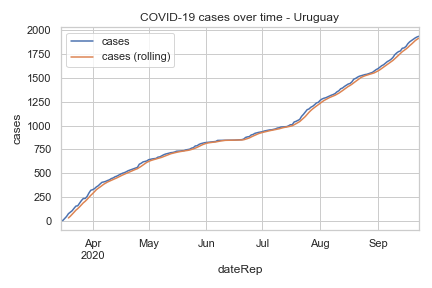 COVID-19 cases over time - Uruguay
cases
cases (rolling)
2000
1750
1500
1250
1000
750
500
250
0
cases
Apr
2020
May
Jun
Jul
Aug
Sep
dateRep